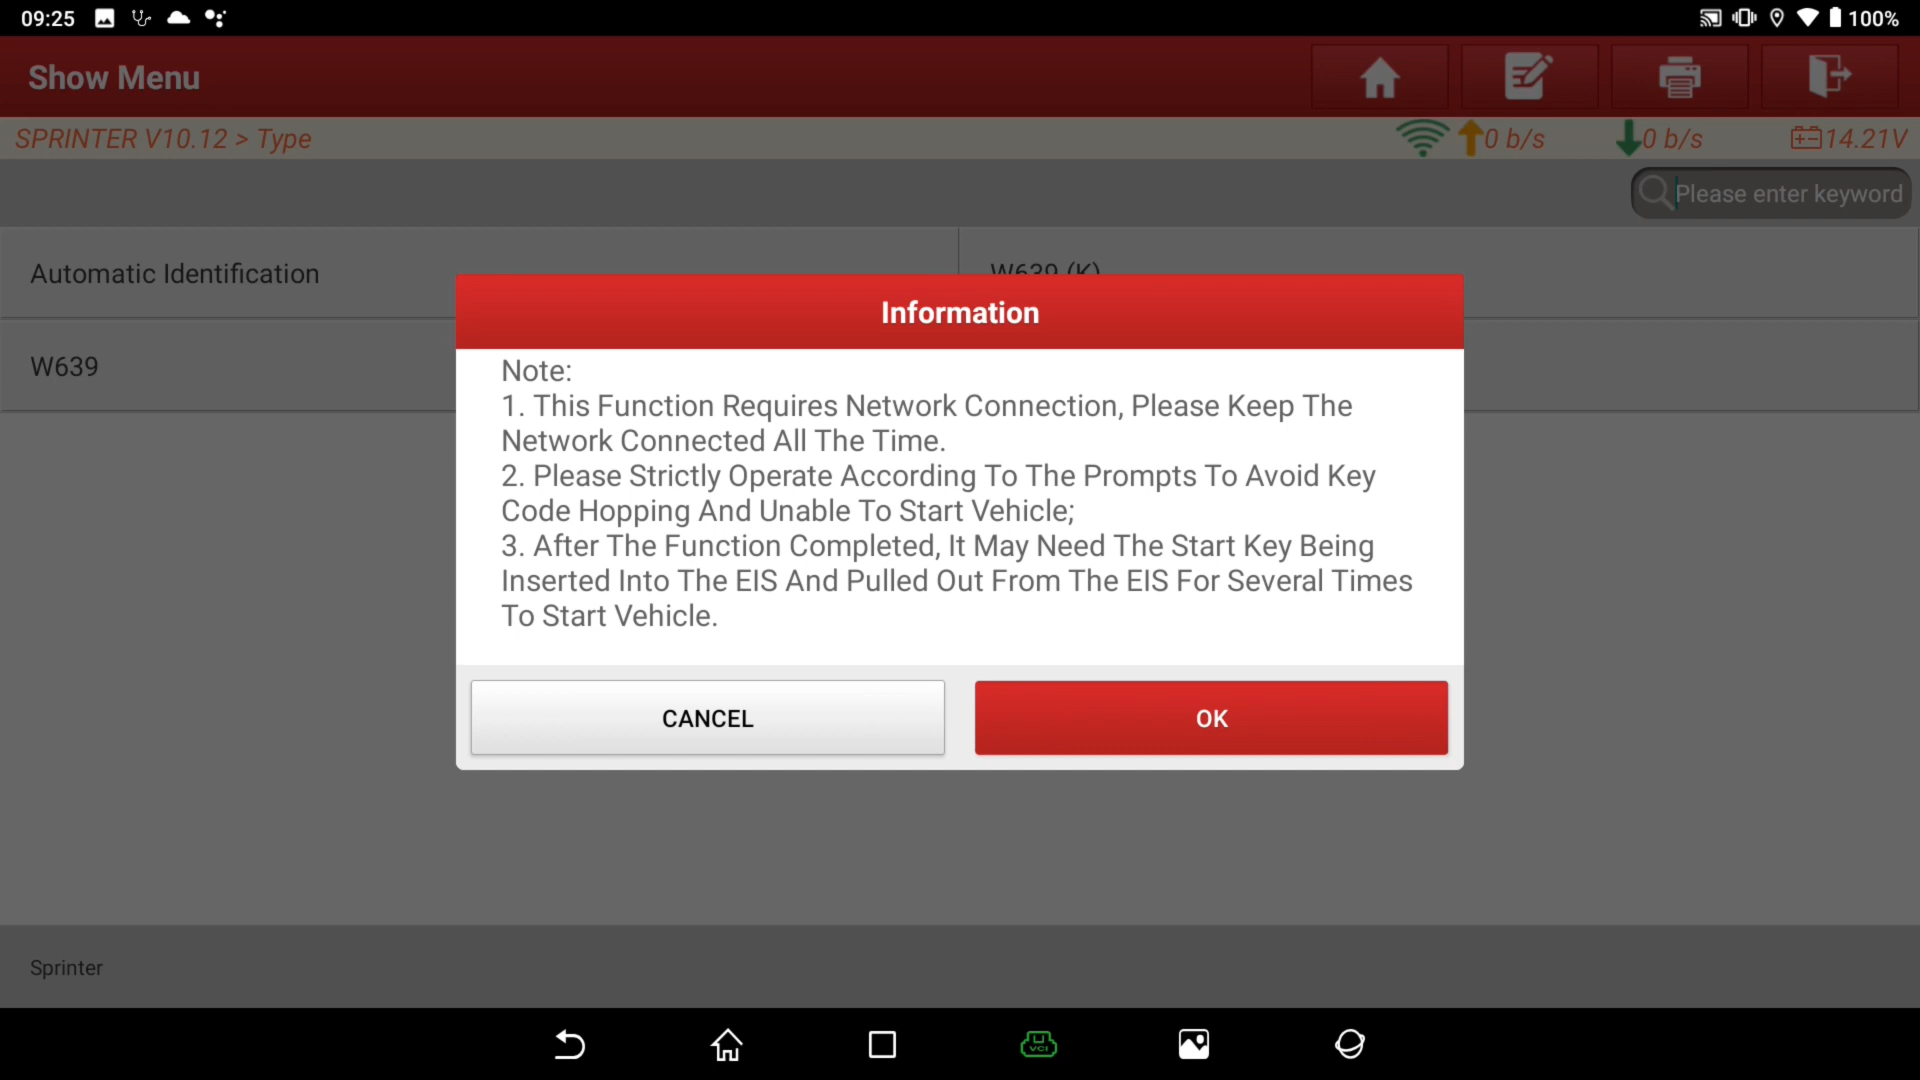 09:25
100%
Show Menu
SPRINTER V10.12 > Type
0 b/s
0 b/s
14.21V
Please enter keyword
Automatic Identification
W639 (K)
W639
Information
Note:
1. This Function Requires Network Connection, Please Keep The
Network Connected All The Time.
2. Please Strictly Operate According To The Prompts To Avoid Key
Code Hopping And Unable To Start Vehicle;
3. After The Function Completed, It May Need The Start Key Being
Inserted Into The EIS And Pulled Out From The EIS For Several Times
To Start Vehicle.
CANCEL
OK
Sprinter
VCI